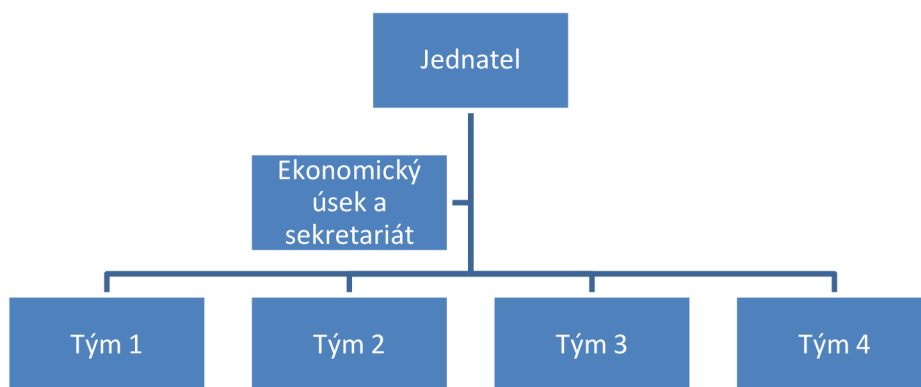 Jednatel
Ekonomický
úsek a
sekretariát
Tým 1
Tým 2
Tým 3
Tým 4